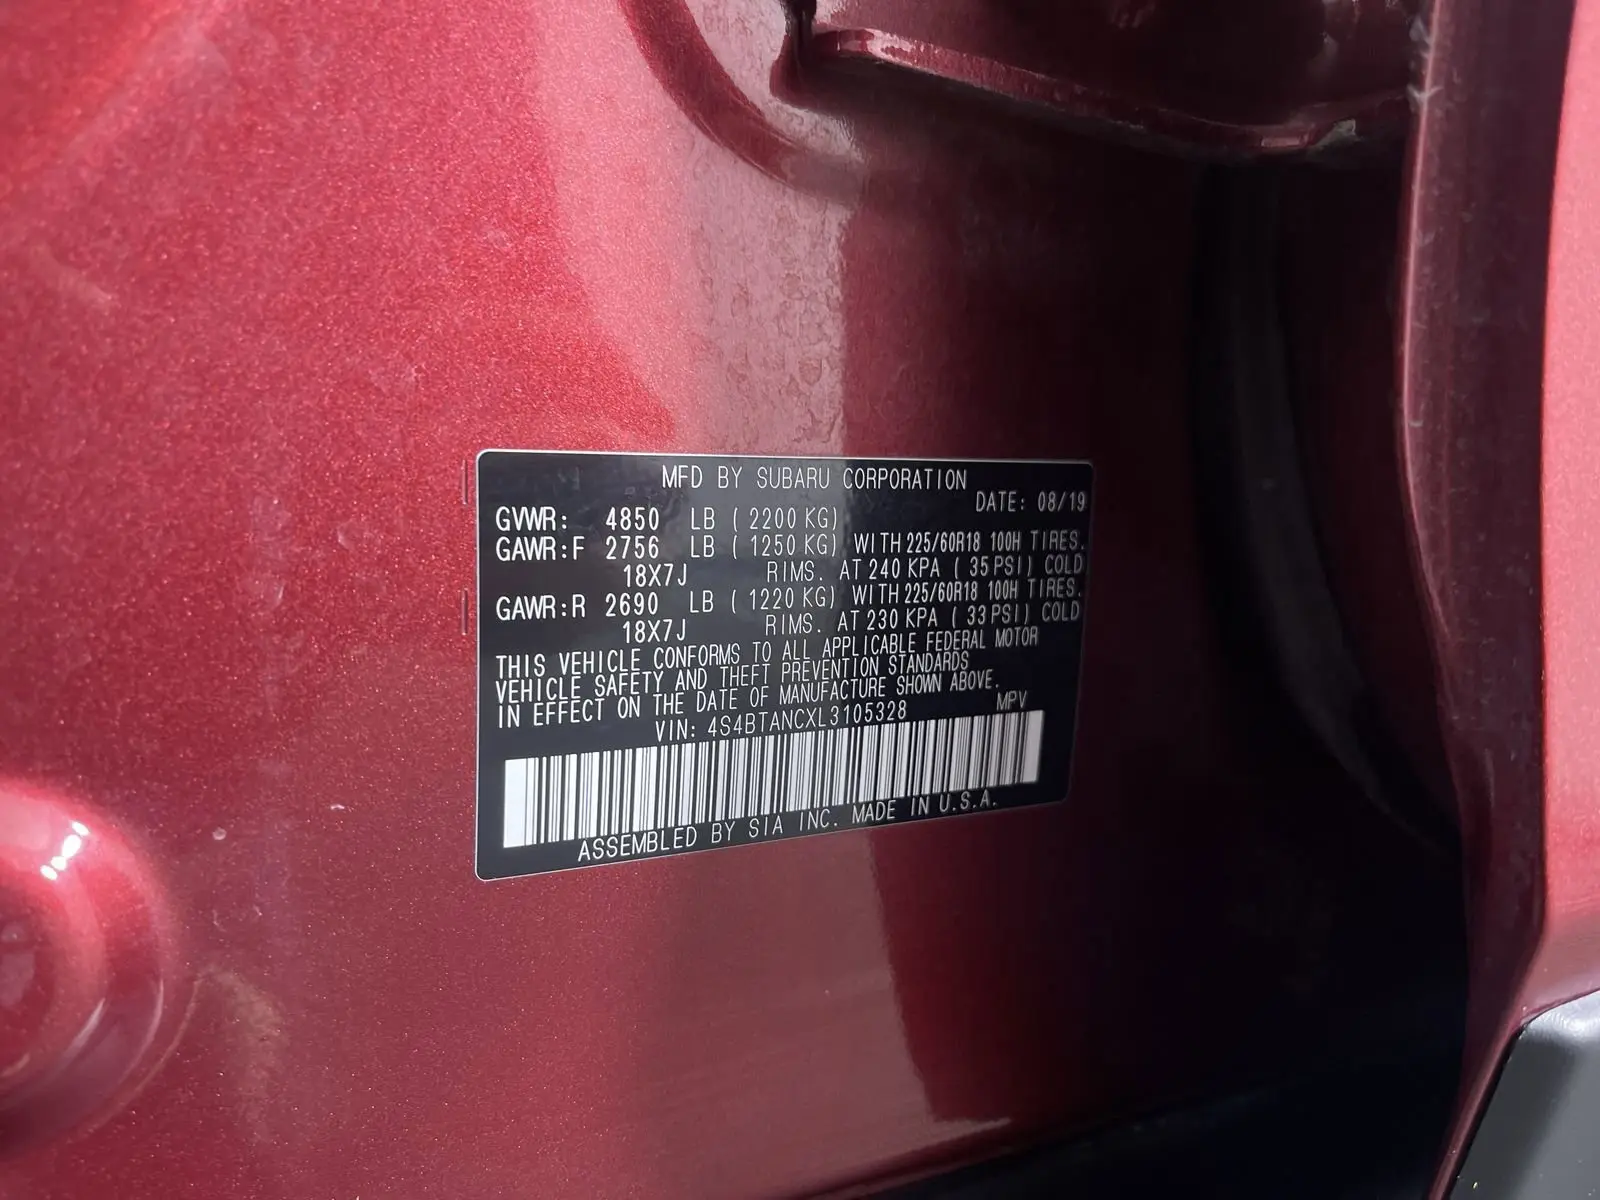 MFD BY SUBARU CORPORATION
DATE: 08/19
GVWR: 4850 LB ( 2200 KG)
GAWR:F 2756 LB ( 1250 KG) WITH 225/60R18 100H TIRES.
18X7J RIMS. AT 240 KPA ( 35 PSI) COLD
GAWR:R 2690 LB ( 1220 KG) WITH 225/60R18 100H TIRES.
18X7J RIMS. AT 230 KPA ( 33 PSI) COLD
THIS VEHICLE CONFORMS TO ALL APPLICABLE FEDERAL MOTOR
VEHICLE SAFETY AND THEFT PREVENTION STANDARDS
IN EFFECT ON THE DATE OF MANUFACTURE SHOWN ABOVE.
VIN: 4S4BTANCXL3105328 MPV
ASSEMBLED BY SIA INC. MADE IN U.S.A.